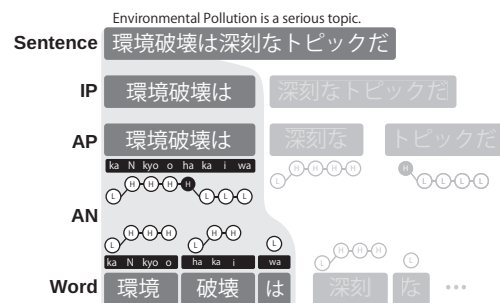 Environmental Pollution is a serious topic.
Sentence 環境破壊は深刻なトピックだ
IP 環境破壊は 深刻なトピックだ
AP 環境破壊は 深刻な トピックだ
ka N kyo o ha ka i wa
H H H H H H H H H
L L L L L L L L L
AN
H H H H H H H H
L L L L L
ka N kyo o ha ka i wa
Word 環境 破壊 は 深刻 な ...